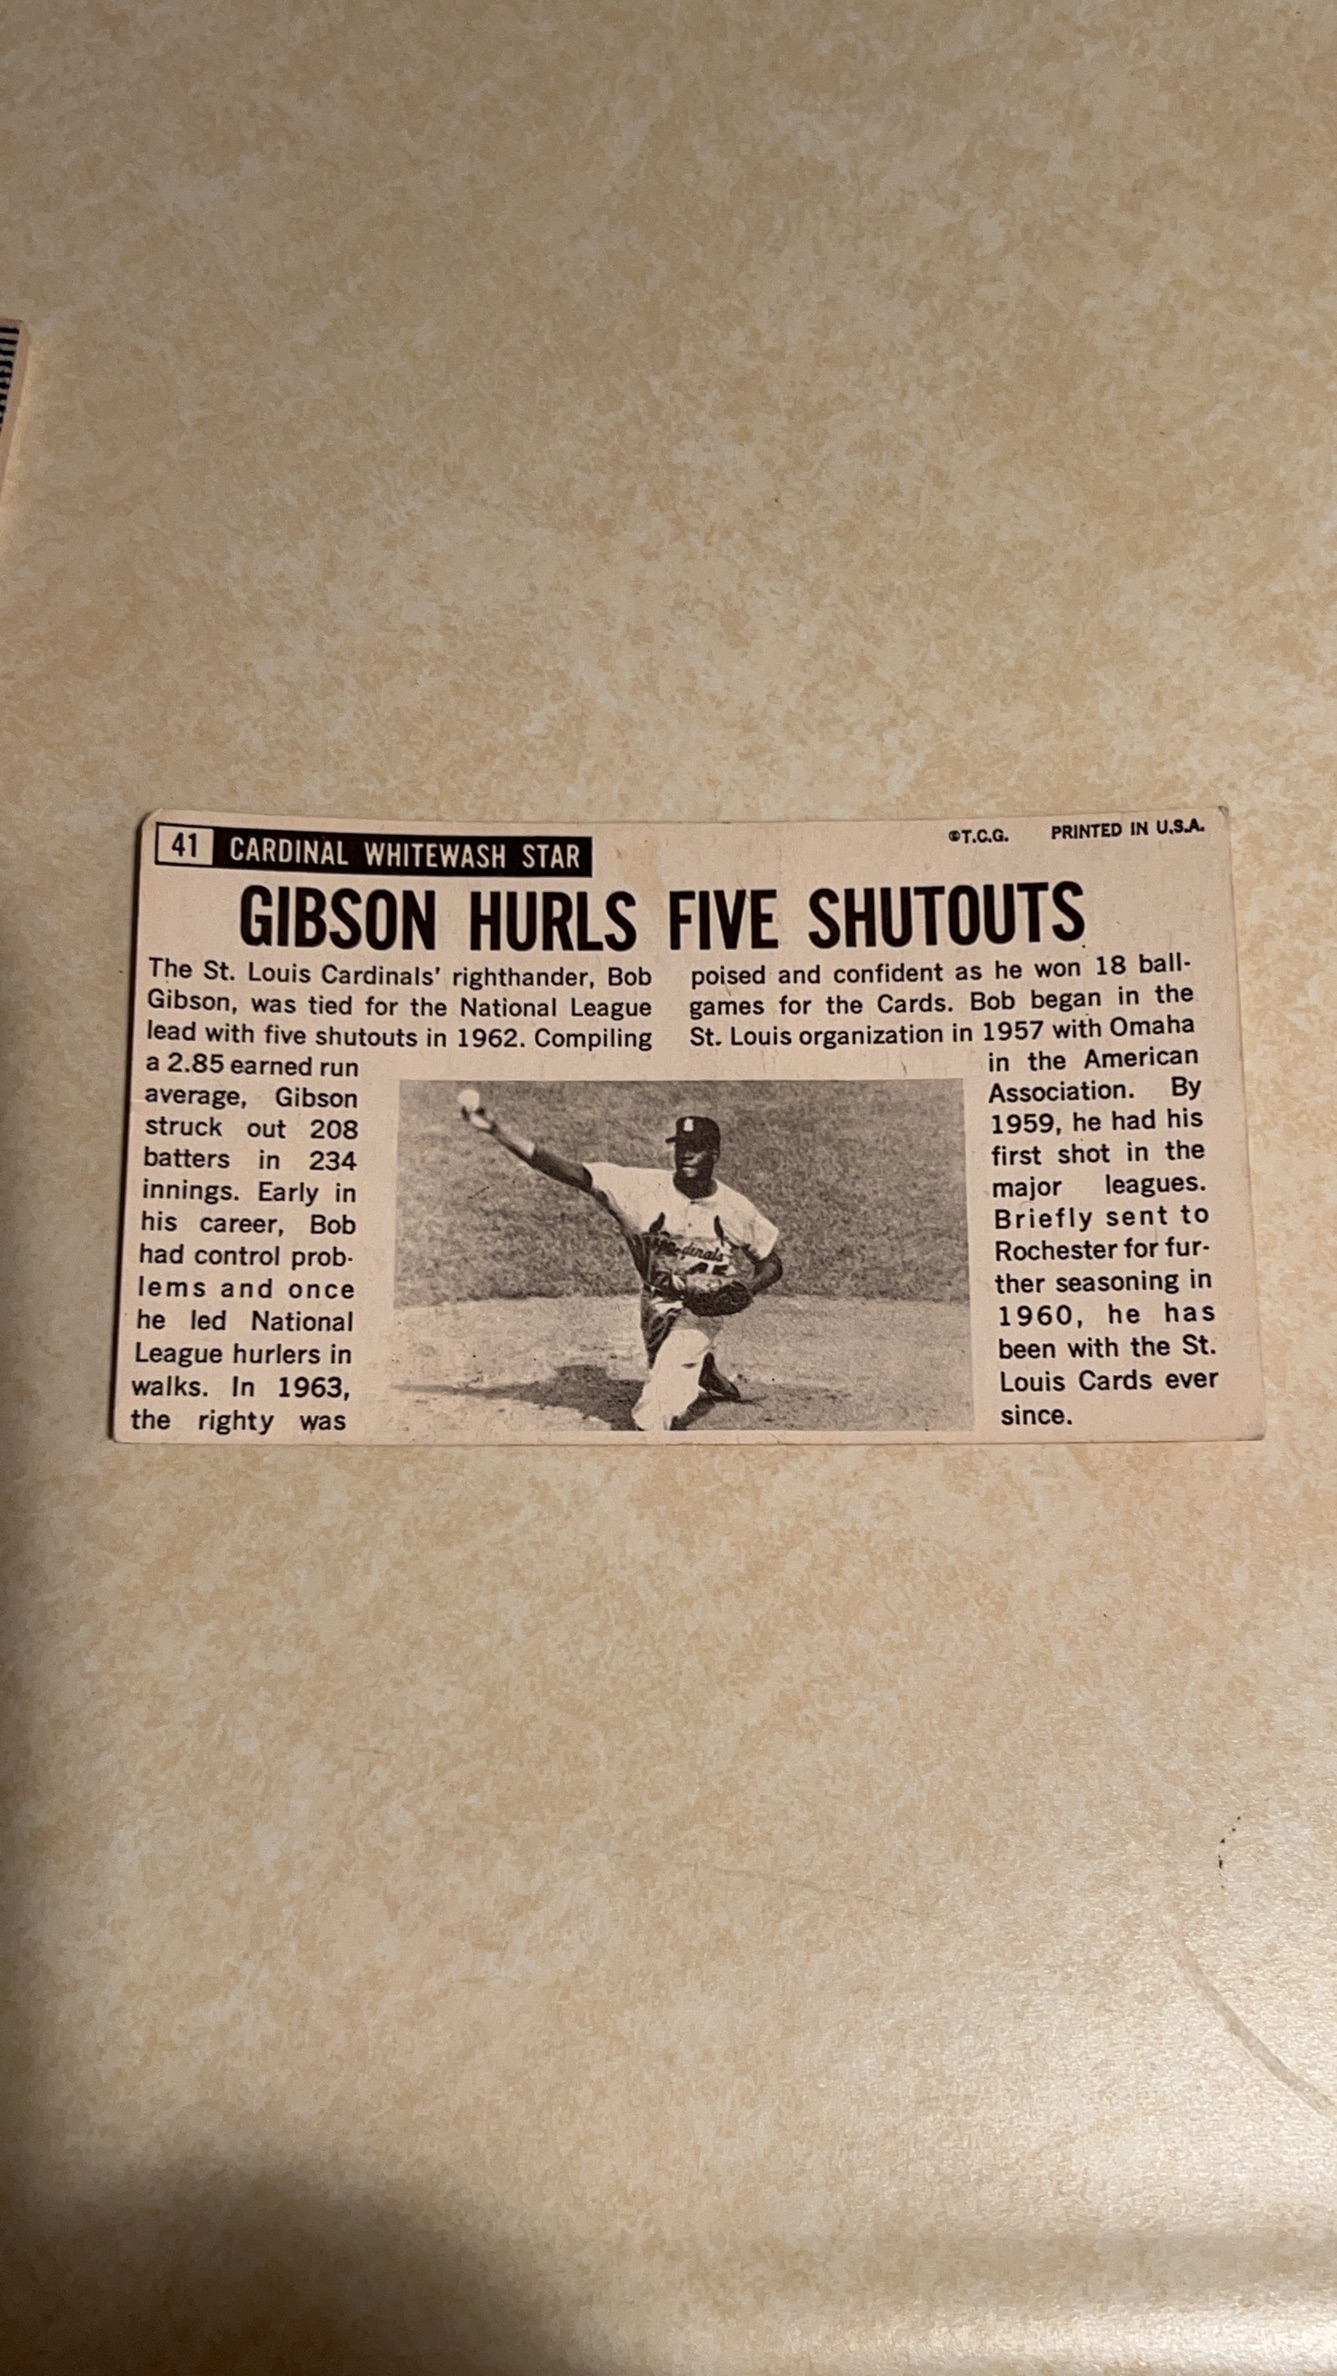 41 CARDINAL WHITEWASH STAR
©T.C.G. PRINTED IN U.S.A.
GIBSON HURLS FIVE SHUTOUTS
The St. Louis Cardinals' righthander, Bob
Gibson, was tied for the National League
lead with five shutouts in 1962. Compiling
a 2.85 earned run
average, Gibson
struck out 208
batters in 234
innings. Early in
his career, Bob
had control prob-
lems and once
he led National
League hurlers in
walks. In 1963,
the righty was
poised and confident as he won 18 ball-
games for the Cards. Bob began in the
St. Louis organization in 1957 with Omaha
in the American
Association. By
1959, he had his
first shot in the
major leagues.
Briefly sent to
Rochester for fur-
ther seasoning in
1960, he has
been with the St.
Louis Cards ever
since.
Cardinals
45